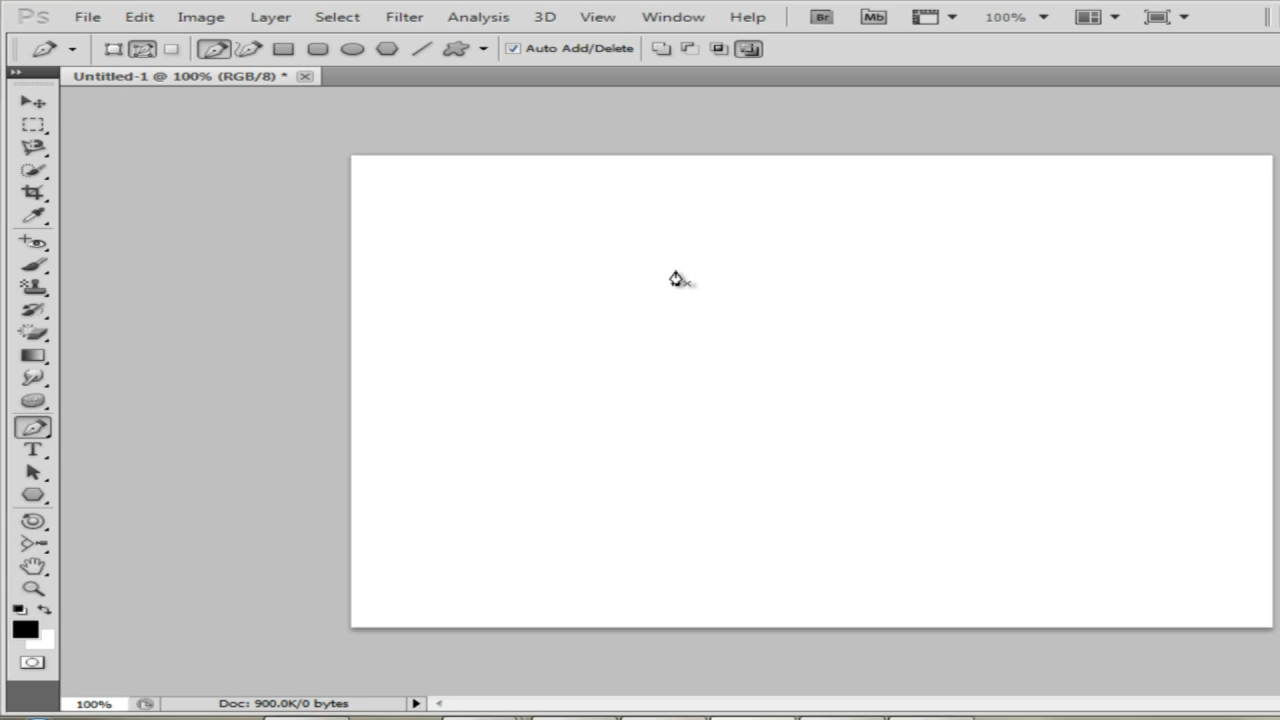 Ps File Edit Image Layer Select Filter Analysis 3D View Window Help Br Mb 100%
Auto Add/Delete
Untitled-1 @ 100% (RGB/8) *
T
100% Doc: 900.0K/0 bytes